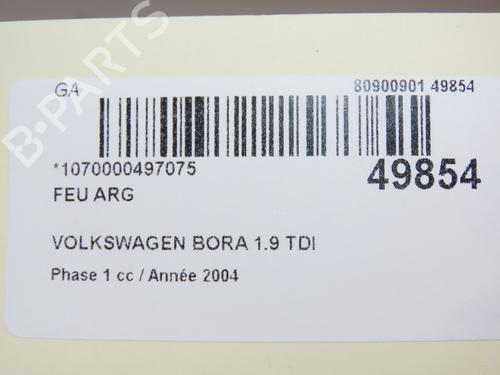 GA
80900901 49854
*1070000497075
49854
FEU ARG
VOLKSWAGEN BORA 1.9 TDI
Phase 1 cc / Année 2004
B-PARTS